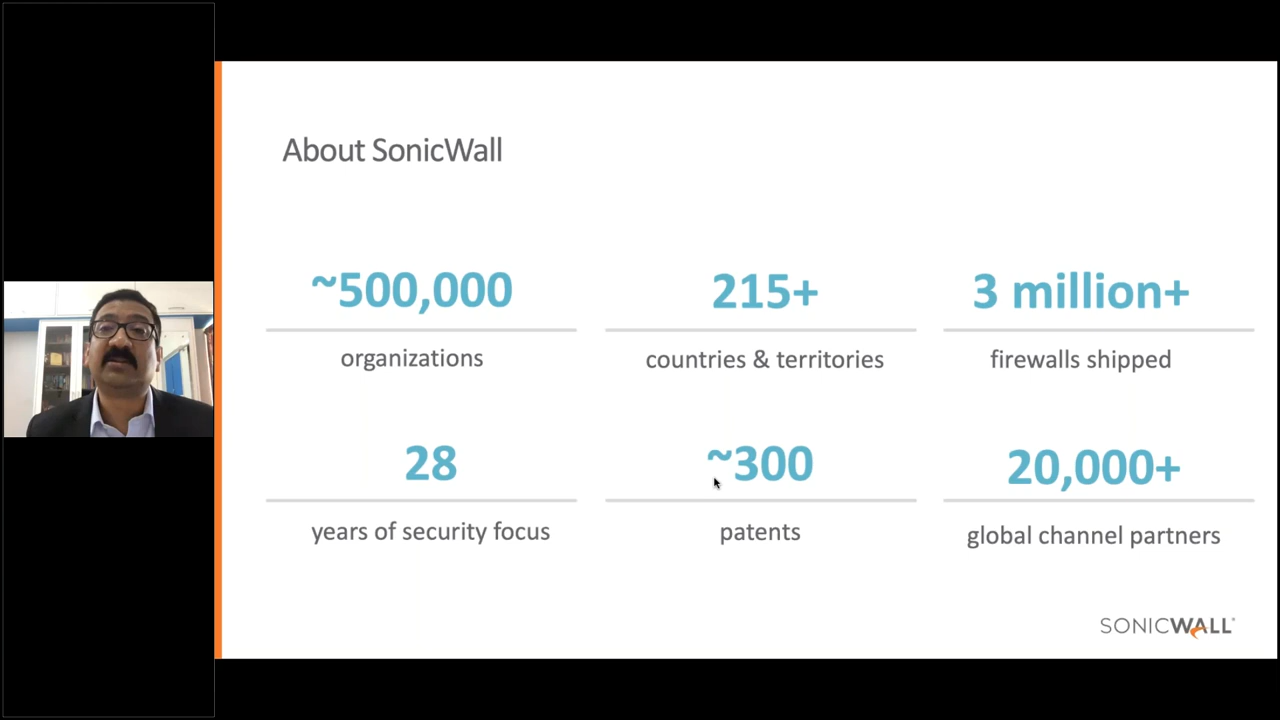 About SonicWall
~500,000
organizations
215+
countries & territories
3 million+
firewalls shipped
28
years of security focus
~300
patents
20,000+
global channel partners
SONICWALL